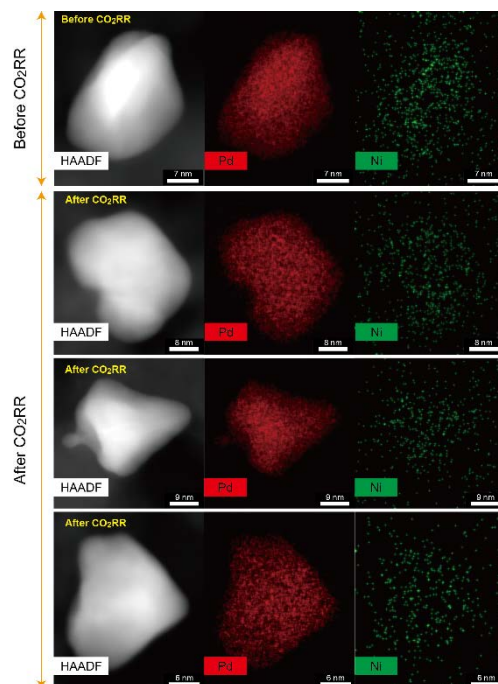 Before CO₂RR
Before CO₂RR
HAADF
7 nm
Pd
7 nm
Ni
7 nm
After CO₂RR
After CO₂RR
HAADF
8 nm
Pd
8 nm
Ni
8 nm
After CO₂RR
HAADF
9 nm
Pd
9 nm
Ni
9 nm
After CO₂RR
HAADF
6 nm
Pd
6 nm
Ni
6 nm